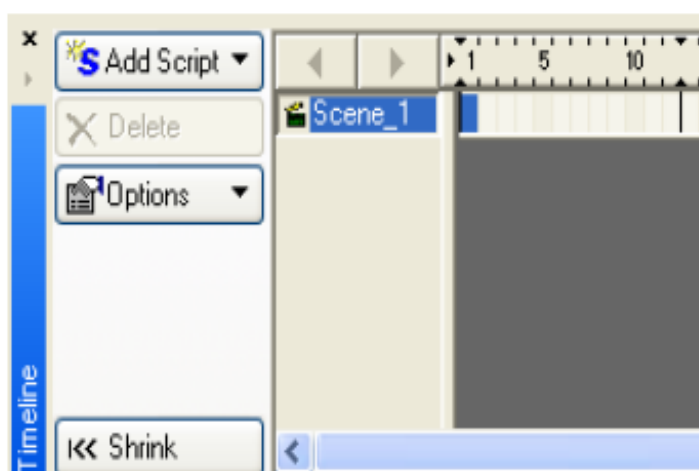 Add Script
1 5 10
Delete
Scene_1
Options
Timeline
Shrink